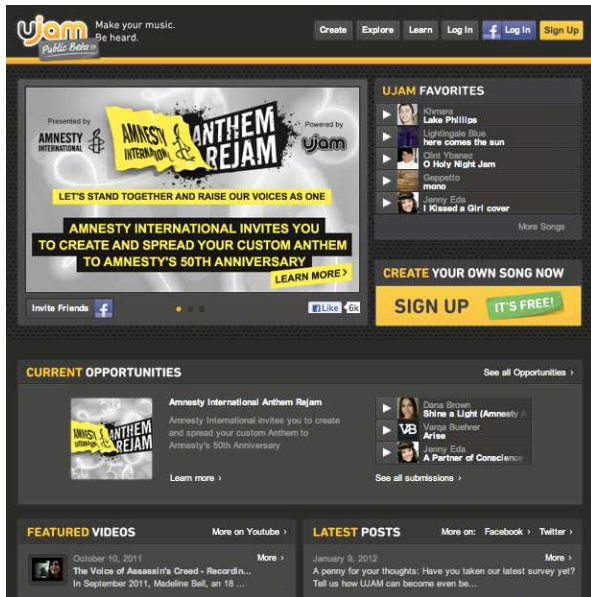 ujam
Public Beta >>
Make your music.
Be heard.
Create
Explore
Learn
Log In
f Log In
Sign Up
Presented by
AMNESTY
INTERNATIONAL
AMNESTY
INTERNATIONAL
ANTHEM
REJAM
Powered by
ujam
LET'S STAND TOGETHER AND RAISE OUR VOICES AS ONE
AMNESTY INTERNATIONAL INVITES YOU
TO CREATE AND SPREAD YOUR CUSTOM ANTHEM
TO AMNESTY'S 50TH ANNIVERSARY
LEARN MORE >
Invite Friends f
f Like 6k
UJAM FAVORITES
Khmara
Lake Phillips
Lightingale Blue
here comes the sun
Clint Ybanez
O Holy Night Jam
Geppetto
mono
Jenny Eda
I Kissed a Girl cover
More Songs
CREATE YOUR OWN SONG NOW
SIGN UP IT'S FREE!
CURRENT OPPORTUNITIES
See all Opportunities ›
AMNESTY
INTERNATIONAL
ANTHEM
REJAM
Amnesty International Anthem Rejam
Amnesty International invites you to create
and spread your custom Anthem to
Amnesty's 50th Anniversary
Learn more ›
Dana Brown
Shine a Light (Amnesty A
VB
Varqa Buehrer
Arise
Jenny Eda
A Partner of Conscience
See all submissions ›
FEATURED VIDEOS
More on Youtube ›
October 10, 2011
More ›
The Voice of Assassin's Creed - Recordin...
In September 2011, Madeline Bell, an 18 ...
LATEST POSTS
More on: Facebook › Twitter ›
January 9, 2012
More ›
A penny for your thoughts: Have you taken our latest survey yet?
Tell us how UJAM can become even be...